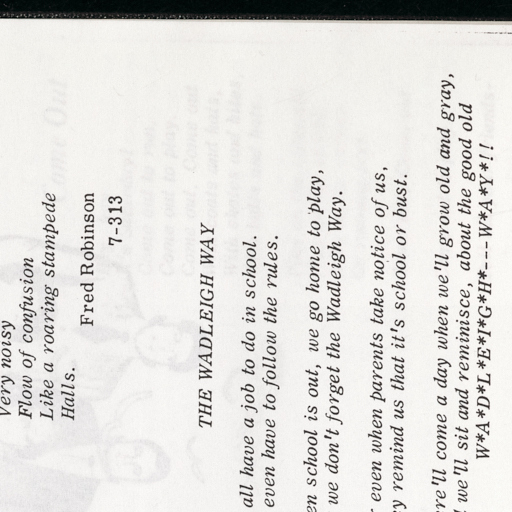 Very noisy
Flow of confusion
Like a roaring stampede
Halls.
Fred Robinson
7-313
THE WADLEIGH WAY
all have a job to do in school.
even have to follow the rules.
school is out, we go home to play,
we don't forget the Wadleigh Way.
even when parents take notice of us,
remind us that it's school or bust.
come a day when we'll grow old and gray,
we'll sit and reminisce, about the good old
W*A*D*L*E*I*G*H*---W*A*Y*!!